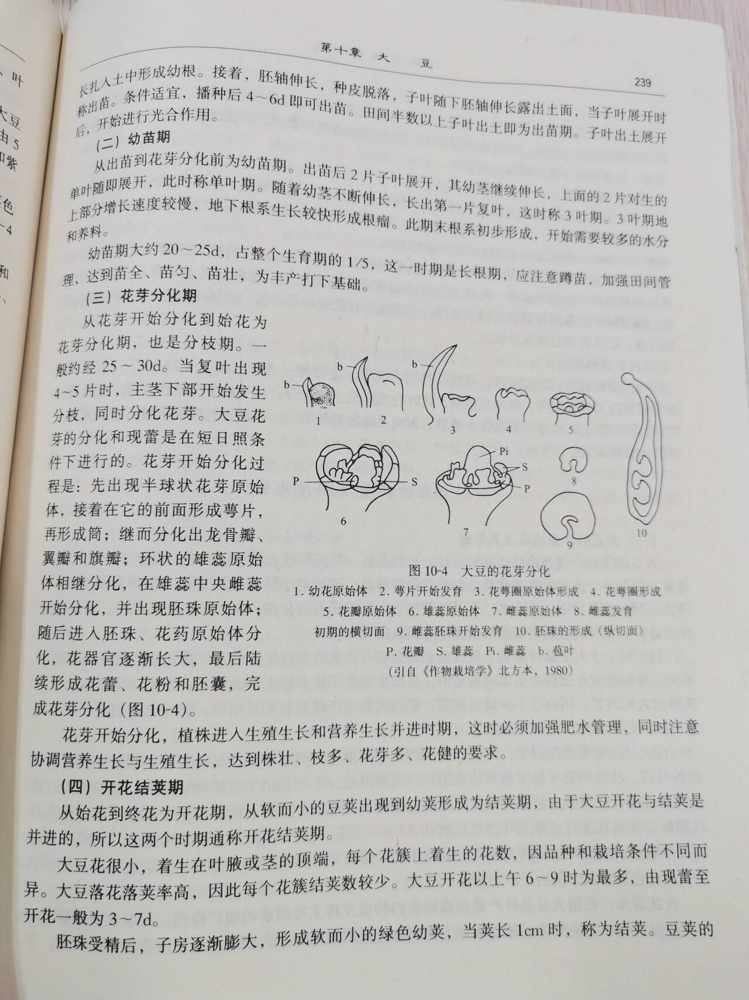 、叶
大豆
由5
和紫
色
~4
和
、
第十章 大 豆
239
长扎入土中形成幼根。接着，胚轴伸长，种皮脱落，子叶随下胚轴伸长露出土面，当子叶展开时
称出苗。条件适宜，播种后4～6d即可出苗。田间半数以上子叶出土即为出苗期。子叶出土展开
后，开始进行光合作用。
(二) 幼苗期
从出苗到花芽分化前为幼苗期。出苗后2片子叶展开，其幼茎继续伸长，上面的2片对生的
单叶随即展开，此时称单叶期。随着幼茎不断伸长，长出第一片复叶，这时称3叶期。3叶期地
上部分增长速度较慢，地下根系生长较快形成根瘤。此期末根系初步形成，开始需要较多的水分
和养料。
幼苗期大约20～25d，占整个生育期的1/5，这一时期是长根期，应注意蹲苗，加强田间管
理，达到苗全、苗匀、苗壮，为丰产打下基础。
(三) 花芽分化期
从花芽开始分化到始花为
花芽分化期，也是分枝期。一
般约经25～30d。当复叶出现
4~5片时，主茎下部开始发生
分枝，同时分化花芽。大豆花
芽的分化和现蕾是在短日照条
件下进行的。花芽开始分化过
程是：先出现半球状花芽原始
体，接着在它的前面形成萼片，
再形成筒；继而分化出龙骨瓣、
翼瓣和旗瓣；环状的雄蕊原始
体相继分化，在雄蕊中央雌蕊
开始分化，并出现胚珠原始体；
随后进入胚珠、花药原始体分
化，花器官逐渐长大，最后陆
续形成花蕾、花粉和胚囊，完
成花芽分化（图10-4）。
b b b
1 2 3 4 5
Pi
S
P
P S
8
6 7 9 10
图 10-4 大豆的花芽分化
1. 幼花原始体 2. 萼片开始发育 3. 花萼圈原始体形成 4. 花萼圈形成
5. 花瓣原始体 6. 雄蕊原始体 7. 雌蕊原始体 8. 雌蕊发育
初期的横切面 9. 雌蕊胚珠开始发育 10. 胚珠的形成（纵切面）
P. 花瓣 S. 雄蕊 Pi. 雌蕊 b. 苞叶
（引自《作物栽培学》北方本，1980）
花芽开始分化，植株进入生殖生长和营养生长并进时期，这时必须加强肥水管理，同时注意
协调营养生长与生殖生长，达到株壮、枝多、花芽多、花健的要求。
(四) 开花结荚期
从始花到终花为开花期，从软而小的豆荚出现到幼荚形成为结荚期，由于大豆开花与结荚是
并进的，所以这两个时期通称开花结荚期。
大豆花很小，着生在叶腋或茎的顶端，每个花簇上着生的花数，因品种和栽培条件不同而
异。大豆落花落荚率高，因此每个花簇结荚数较少。大豆开花以上午6～9时为最多，由现蕾至
开花一般为3～7d。
胚珠受精后，子房逐渐膨大，形成软而小的绿色幼荚，当荚长1cm时，称为结荚。豆荚的